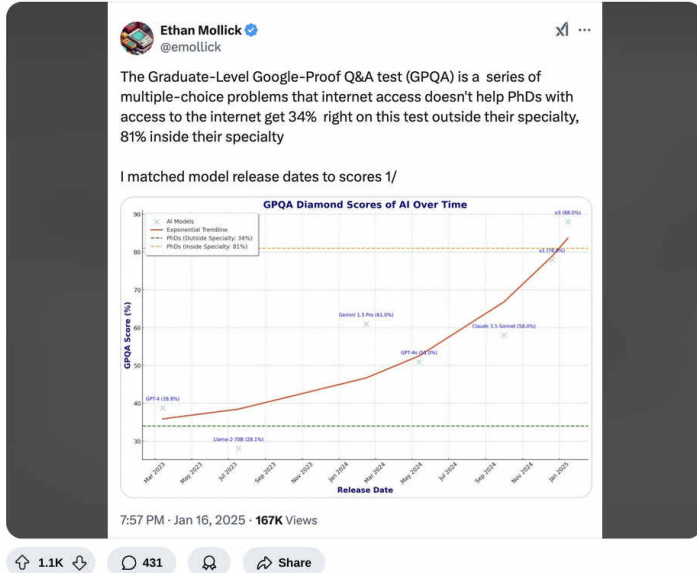 Ethan Mollick
@emollick
The Graduate-Level Google-Proof Q&A test (GPQA) is a series of
multiple-choice problems that internet access doesn't help PhDs with
access to the internet get 34% right on this test outside their specialty,
81% inside their specialty
I matched model release dates to scores 1/
GPQA Diamond Scores of AI Over Time
90
80
70
60
50
40
30
GPQA Score (%)
AI Models
Exponential Trendline
PhDs (Outside Specialty: 34%)
PhDs (Inside Specialty: 81%)
o3 (88.0%)
Gemini 1.5 Pro (61.0%)
Claude 3.5 Sonnet (58.0%)
GPT-4 (38.8%)
Llama 2-70B (28.1%)
Mar 2023
May 2023
Jul 2023
Sep 2023
Nov 2023
Jan 2024
Mar 2024
May 2024
Jul 2024
Sep 2024
Nov 2024
Jan 2025
Release Date
7:57 PM · Jan 16, 2025 · 167K Views
1.1K
431
Share